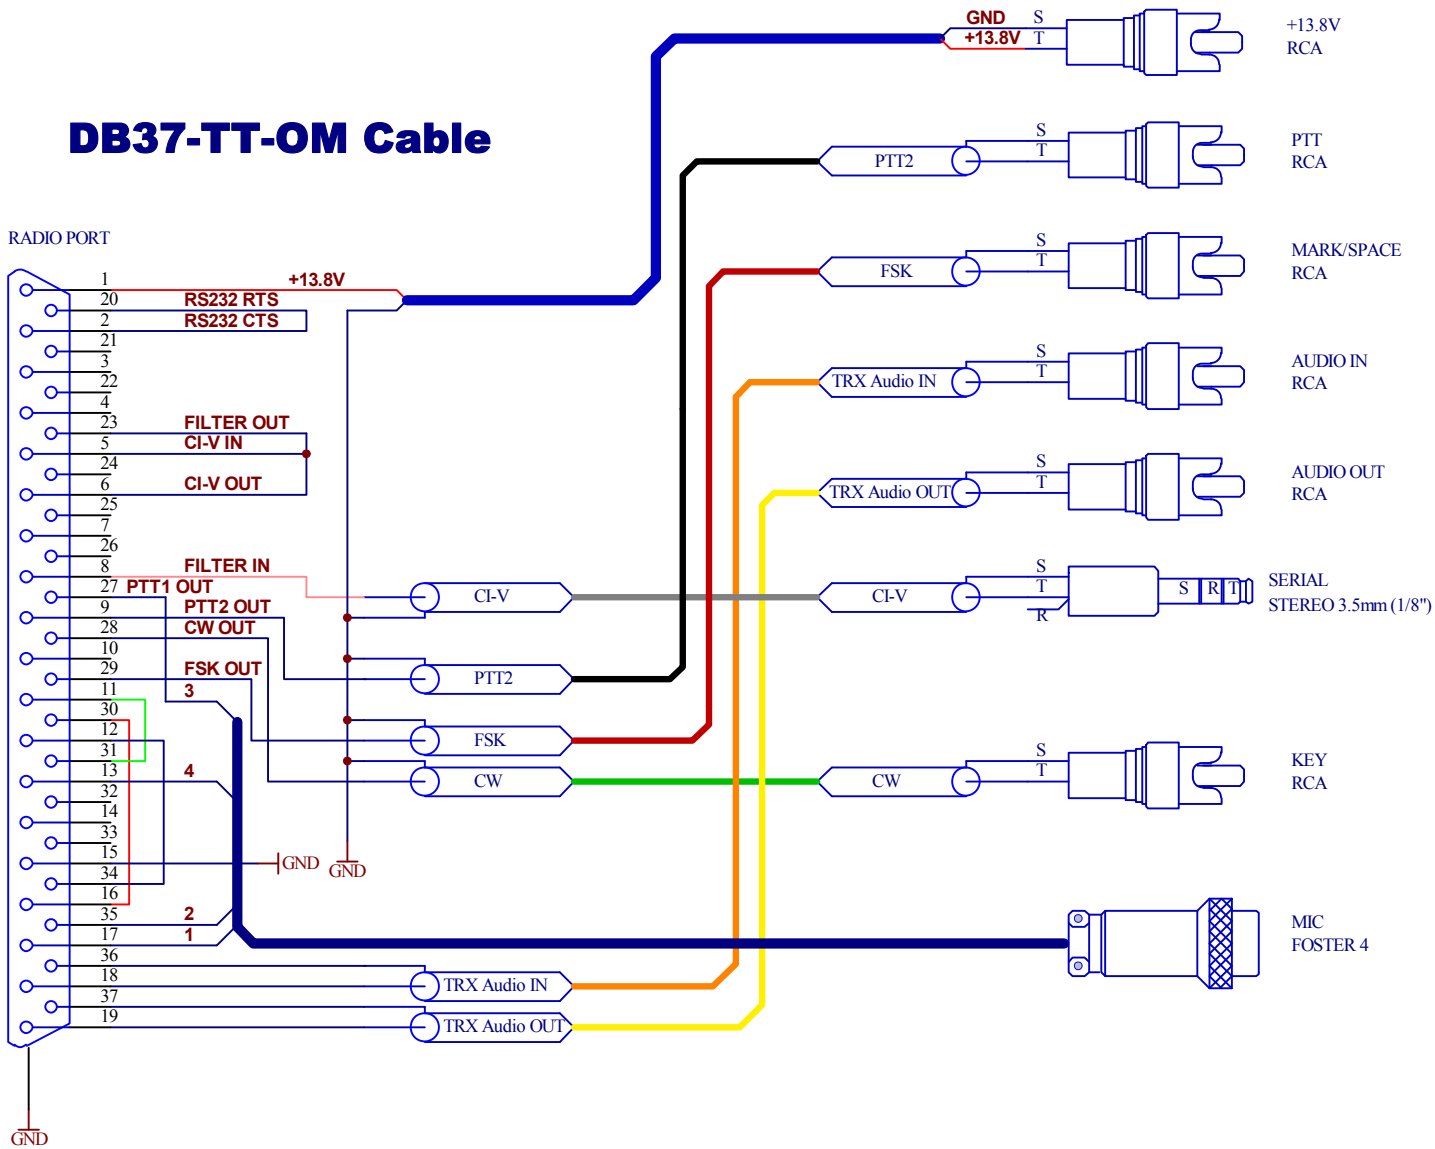 DB37-TT-OM Cable
GND S
+13.8V T
+13.8V
RCA
PTT2
S
T
PTT
RCA
FSK
S
T
MARK/SPACE
RCA
TRX Audio IN
S
T
AUDIO IN
RCA
TRX Audio OUT
S
T
AUDIO OUT
RCA
CI-V
S
T
R
S R T
SERIAL
STEREO 3.5mm (1/8")
CW
S
T
KEY
RCA
MIC
FOSTER 4
RADIO PORT
1 +13.8V
20 RS232 RTS
2 RS232 CTS
21
3
22
4
23 FILTER OUT
5 CI-V IN
24
6 CI-V OUT
25
7
26
8 FILTER IN
27 PTT1 OUT
9 PTT2 OUT
28 CW OUT
10
29 FSK OUT
11 3
30
12
31
13 4
32
14
33
15
34
16
35 2
17 1
36
18
37
19
CI-V
PTT2
FSK
CW
GND
GND
TRX Audio IN
TRX Audio OUT
GND